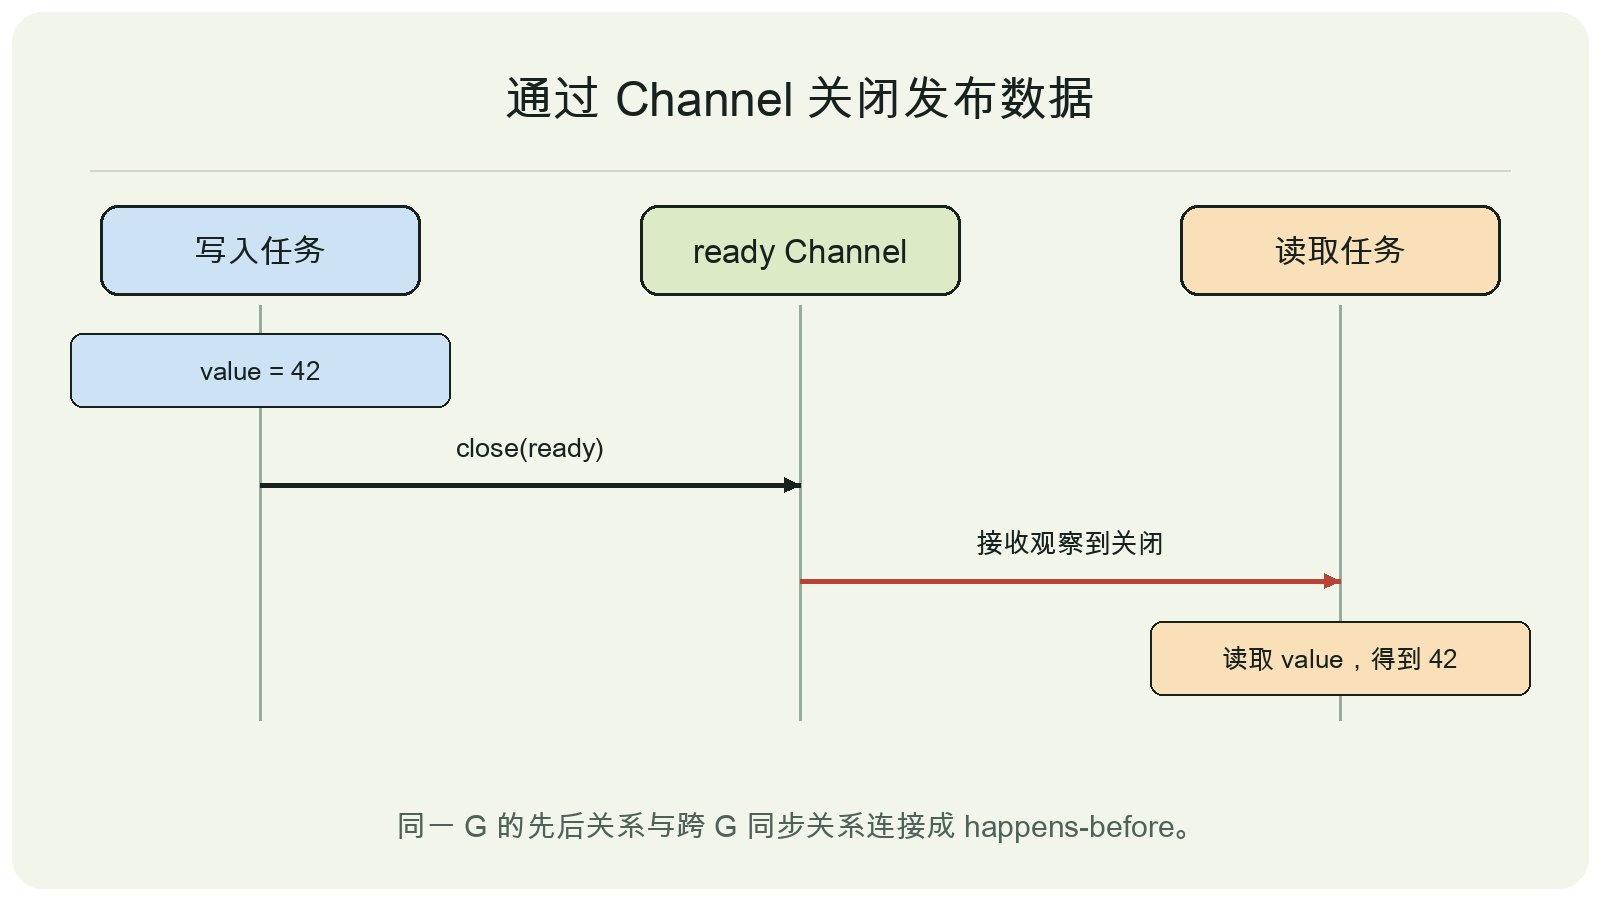 通过 Channel 关闭发布数据
写入任务
ready Channel
读取任务
value = 42
close(ready)
接收观察到关闭
读取 value，得到 42
同一 G 的先后关系与跨 G 同步关系连接成 happens-before。